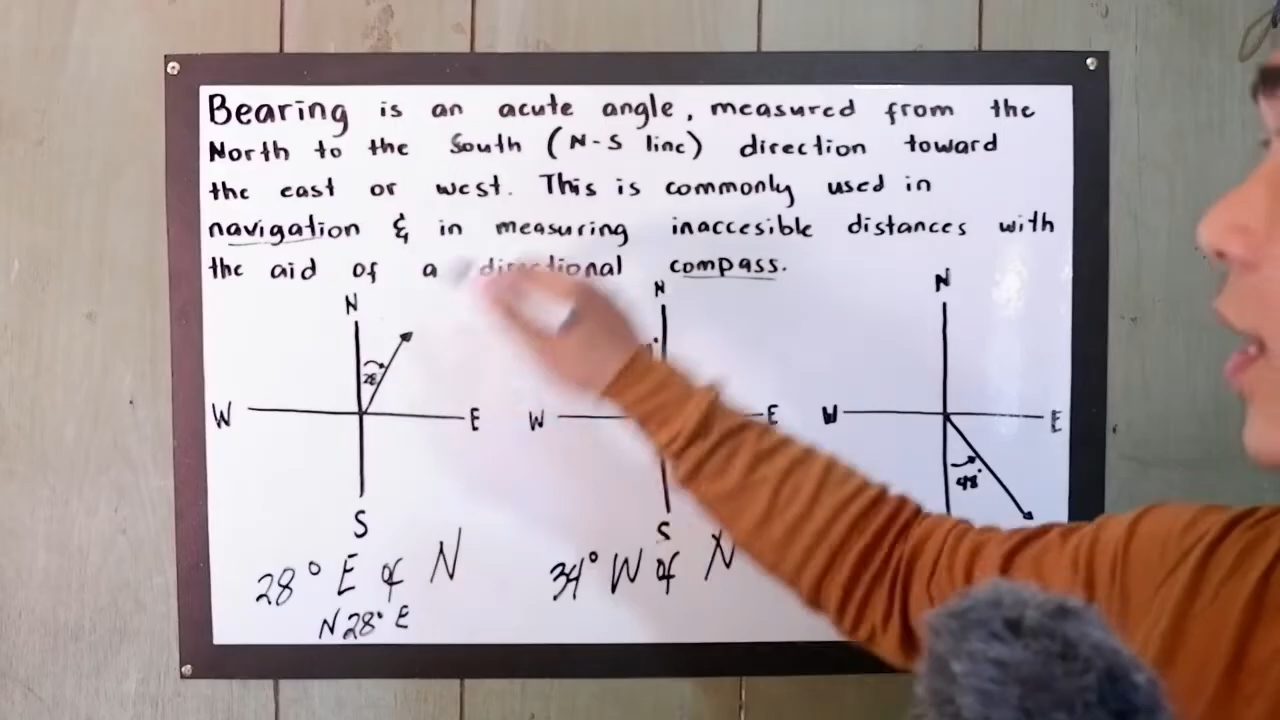 Bearing is an acute angle, measured from the
North to the South (N-S line) direction toward
the east or west. This is commonly used in
navigation & in measuring inaccesible distances with
the aid of a directional compass.
N
W
28°
E
S
28° E of N
N 28° E
N
W
E
S
34° W of N
N
W
E
48°